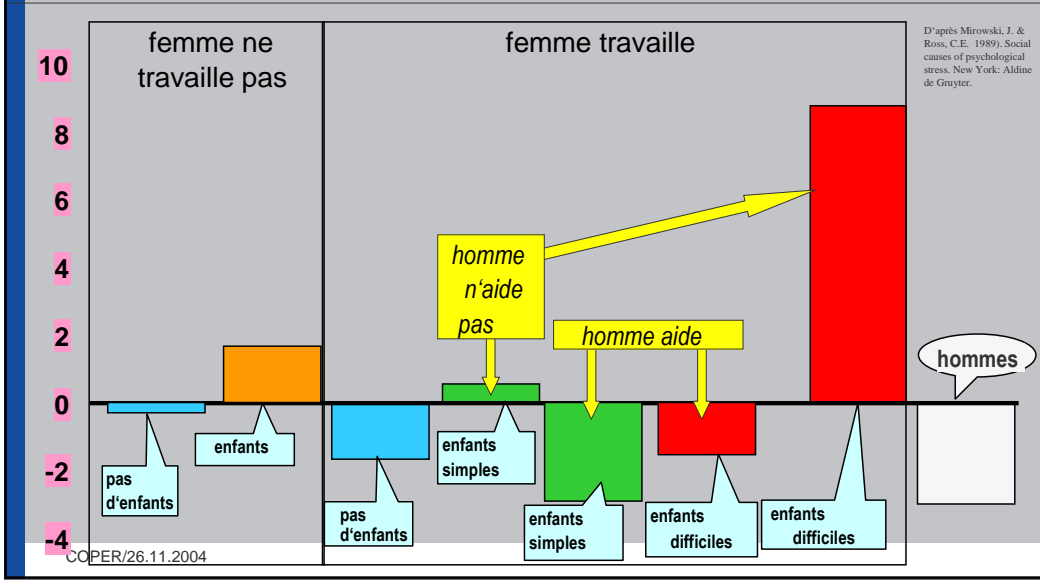 femme ne
travaille pas
femme travaille
D'après Mirowski, J. &
Ross, C.E. 1989). Social
causes of psychological
stress. New York: Aldine
de Gruyter.
10
8
6
4
2
0
-2
-4
homme
n‘aide
pas
homme aide
hommes
pas
d‘enfants
enfants
pas
d‘enfants
enfants
simples
enfants
simples
enfants
difficiles
enfants
difficiles
COPER/26.11.2004